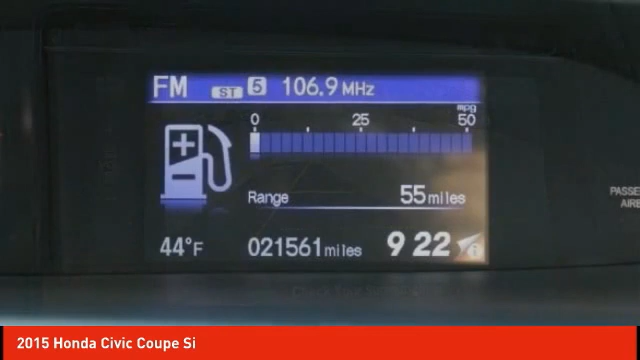 FM ST 5 106.9 MHz
mpg
0 25 50
Range 55 miles
44°F 021561 miles 9 22
PASSE
AIRB
2015 Honda Civic Coupe Si